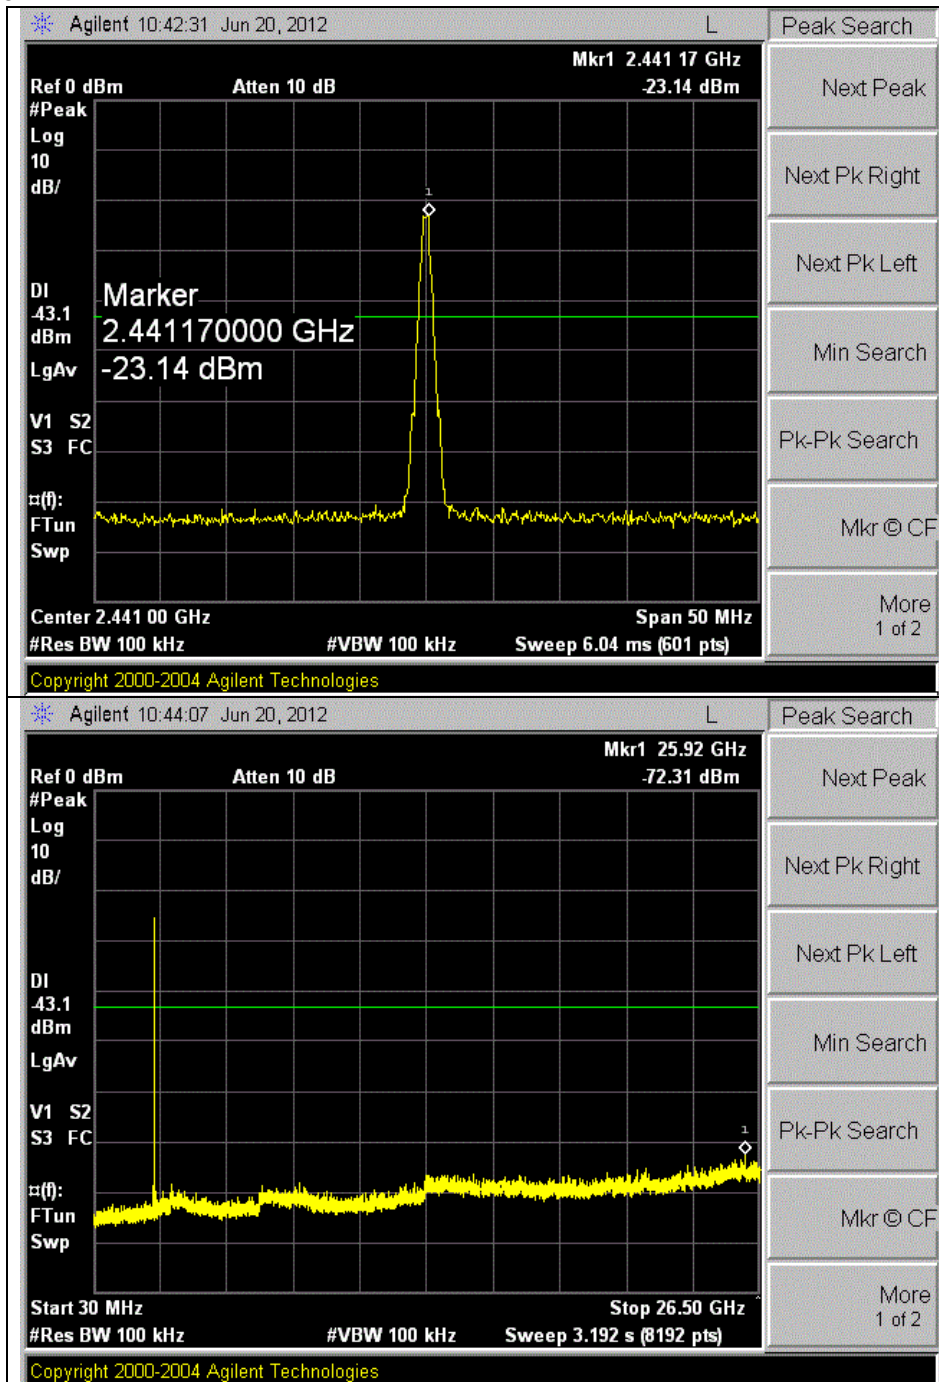 Agilent 10:42:31 Jun 20, 2012 L Peak Search
Mkr1 2.441 17 GHz
Ref 0 dBm Atten 10 dB -23.14 dBm
Next Peak
#Peak
Log
10
dB/
Next Pk Right
1
Next Pk Left
DI
-43.1
dBm
Marker
2.441170000 GHz
-23.14 dBm
Min Search
LgAv
V1 S2
S3 FC
Pk-Pk Search
¤(f):
FTun
Swp
Mkr © CF
Center 2.441 00 GHz Span 50 MHz
#Res BW 100 kHz #VBW 100 kHz Sweep 6.04 ms (601 pts)
More
1 of 2
Copyright 2000-2004 Agilent Technologies
Agilent 10:44:07 Jun 20, 2012 L Peak Search
Mkr1 25.92 GHz
Ref 0 dBm Atten 10 dB -72.31 dBm
Next Peak
#Peak
Log
10
dB/
Next Pk Right
Next Pk Left
DI
-43.1
dBm
Min Search
LgAv
V1 S2
S3 FC
1
Pk-Pk Search
¤(f):
FTun
Swp
Mkr © CF
Start 30 MHz Stop 26.50 GHz
#Res BW 100 kHz #VBW 100 kHz Sweep 3.192 s (8192 pts)
More
1 of 2
Copyright 2000-2004 Agilent Technologies